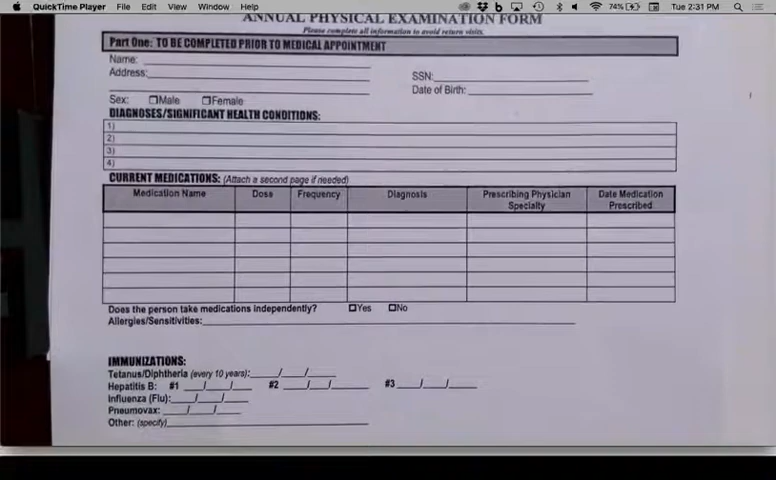 QuickTime Player File Edit View Window Help 74% Tue 2:31 PM
ANNUAL PHYSICAL EXAMINATION FORM
Please complete all information to avoid return visits.
Part One: TO BE COMPLETED PRIOR TO MEDICAL APPOINTMENT
Name:
Address: SSN:
Date of Birth:
Sex: Male Female
DIAGNOSES/SIGNIFICANT HEALTH CONDITIONS:
1)
2)
3)
4)
CURRENT MEDICATIONS: (Attach a second page if needed)
Medication Name Dose Frequency Diagnosis Prescribing Physician Date Medication
Specialty Prescribed
Does the person take medications independently? Yes No
Allergies/Sensitivities:
IMMUNIZATIONS:
Tetanus/Diphtheria (every 10 years): / /
Hepatitis B: #1 / / #2 / / #3 / /
Influenza (Flu): / /
Pneumovax: / /
Other: (specify)